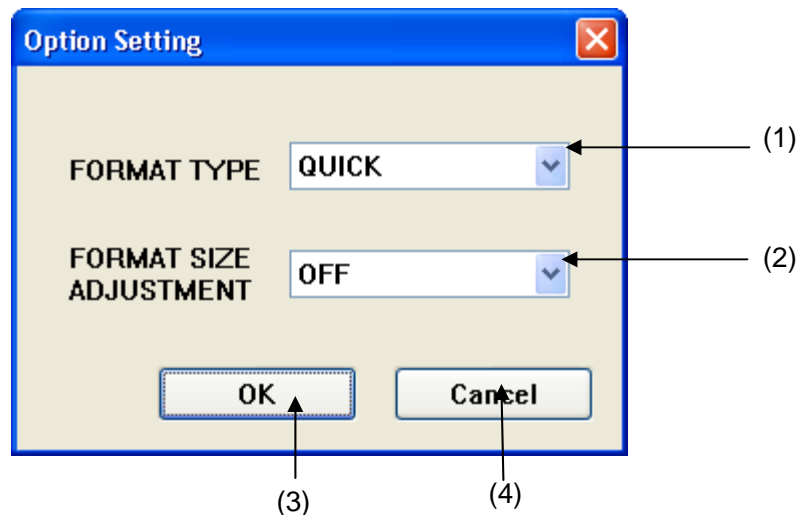 Option Setting
FORMAT TYPE QUICK (1)
FORMAT SIZE
ADJUSTMENT
OFF (2)
OK Cancel
(3) (4)